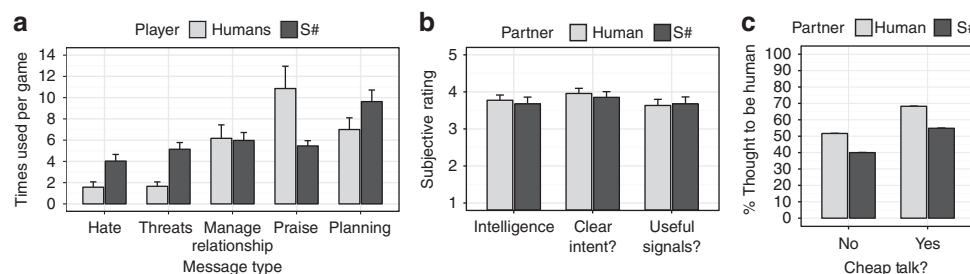 a
Player Humans S#
Times used per game
14
12
10
8
6
4
2
0
Hate Threats Manage relationship Praise Planning
Message type
b
Partner Human S#
Subjective rating
5
4
3
2
1
Intelligence Clear intent? Useful signals?
c
Partner Human
% Thought to be human
100
90
80
70
60
50
40
30
20
10
0
No Yes
Cheap talk?